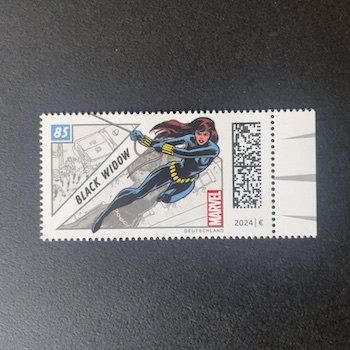 85
BLACK WIDOW
MARVEL
DEUTSCHLAND
2024 | €